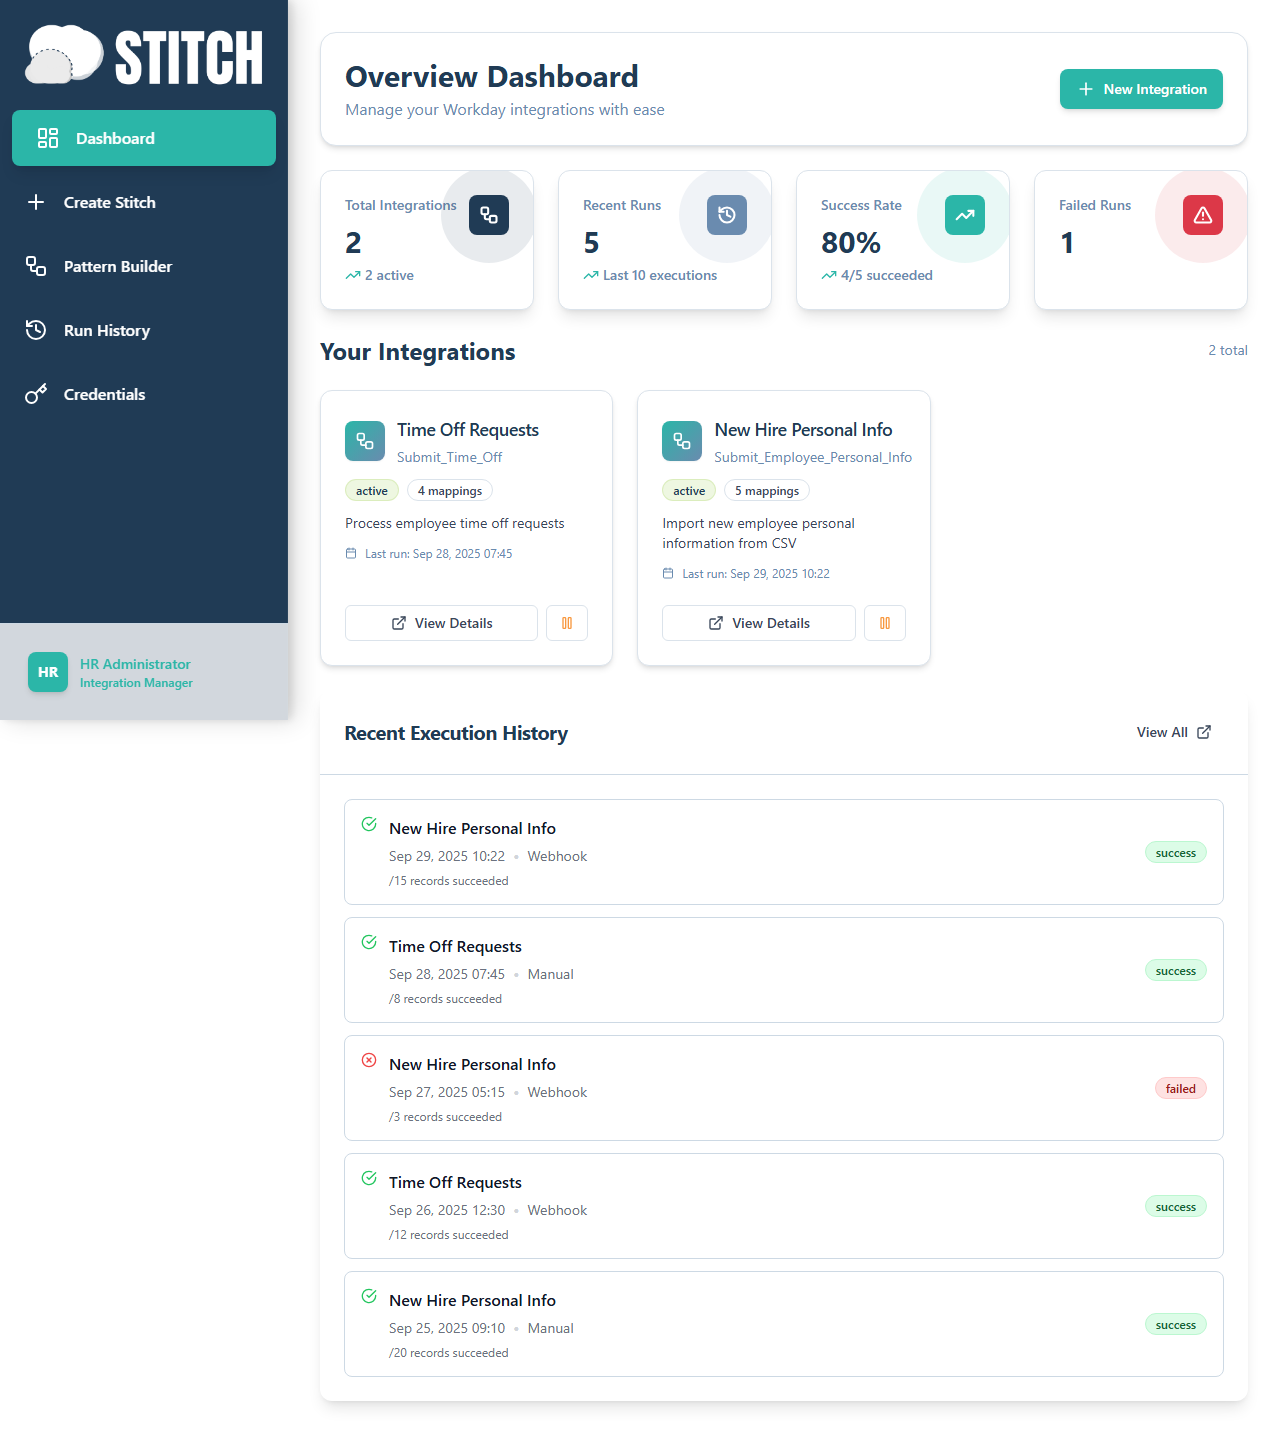 STITCH
Dashboard
Create Stitch
Pattern Builder
Run History
Credentials
HR
HR Administrator
Integration Manager
Overview Dashboard
Manage your Workday integrations with ease
New Integration
Total Integrations
2
2 active
Recent Runs
5
Last 10 executions
Success Rate
80%
4/5 succeeded
Failed Runs
1
Your Integrations
2 total
Time Off Requests
Submit_Time_Off
active
4 mappings
Process employee time off requests
Last run: Sep 28, 2025 07:45
View Details
New Hire Personal Info
Submit_Employee_Personal_Info
active
5 mappings
Import new employee personal
information from CSV
Last run: Sep 29, 2025 10:22
View Details
Recent Execution History
View All
New Hire Personal Info
Sep 29, 2025 10:22 • Webhook
/15 records succeeded
success
Time Off Requests
Sep 28, 2025 07:45 • Manual
/8 records succeeded
success
New Hire Personal Info
Sep 27, 2025 05:15 • Webhook
/3 records succeeded
failed
Time Off Requests
Sep 26, 2025 12:30 • Webhook
/12 records succeeded
success
New Hire Personal Info
Sep 25, 2025 09:10 • Manual
/20 records succeeded
success